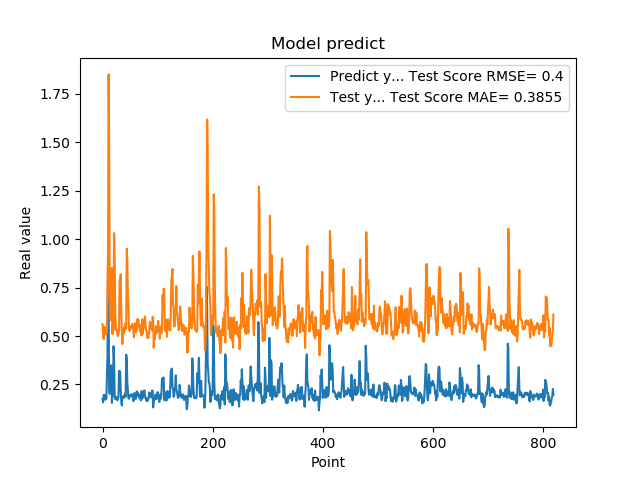 Model predict
Predict y... Test Score RMSE= 0.4
Test y... Test Score MAE= 0.3855
1.75
1.50
1.25
1.00
0.75
0.50
0.25
Real value
0
200
400
600
800
Point